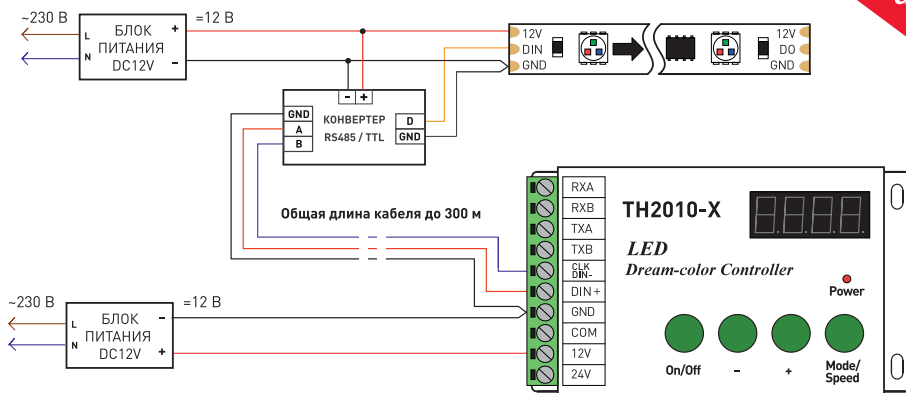 ~230 В
L
N
БЛОК
ПИТАНИЯ
DC12V
+
–
=12 В
12V
DIN
GND
12V
DO
GND
– +
КОНВЕРТЕР
RS485 / TTL
GND
A
B
D
GND
Общая длина кабеля до 300 м
RXA
RXB
TXA
TXB
CLK
DIN-
DIN+
GND
COM
12V
24V
TH2010-X
LED
Dream-color Controller
Power
On/Off
–
+
Mode/
Speed
~230 В
L
N
БЛОК
ПИТАНИЯ
DC12V
–
+
=12 В